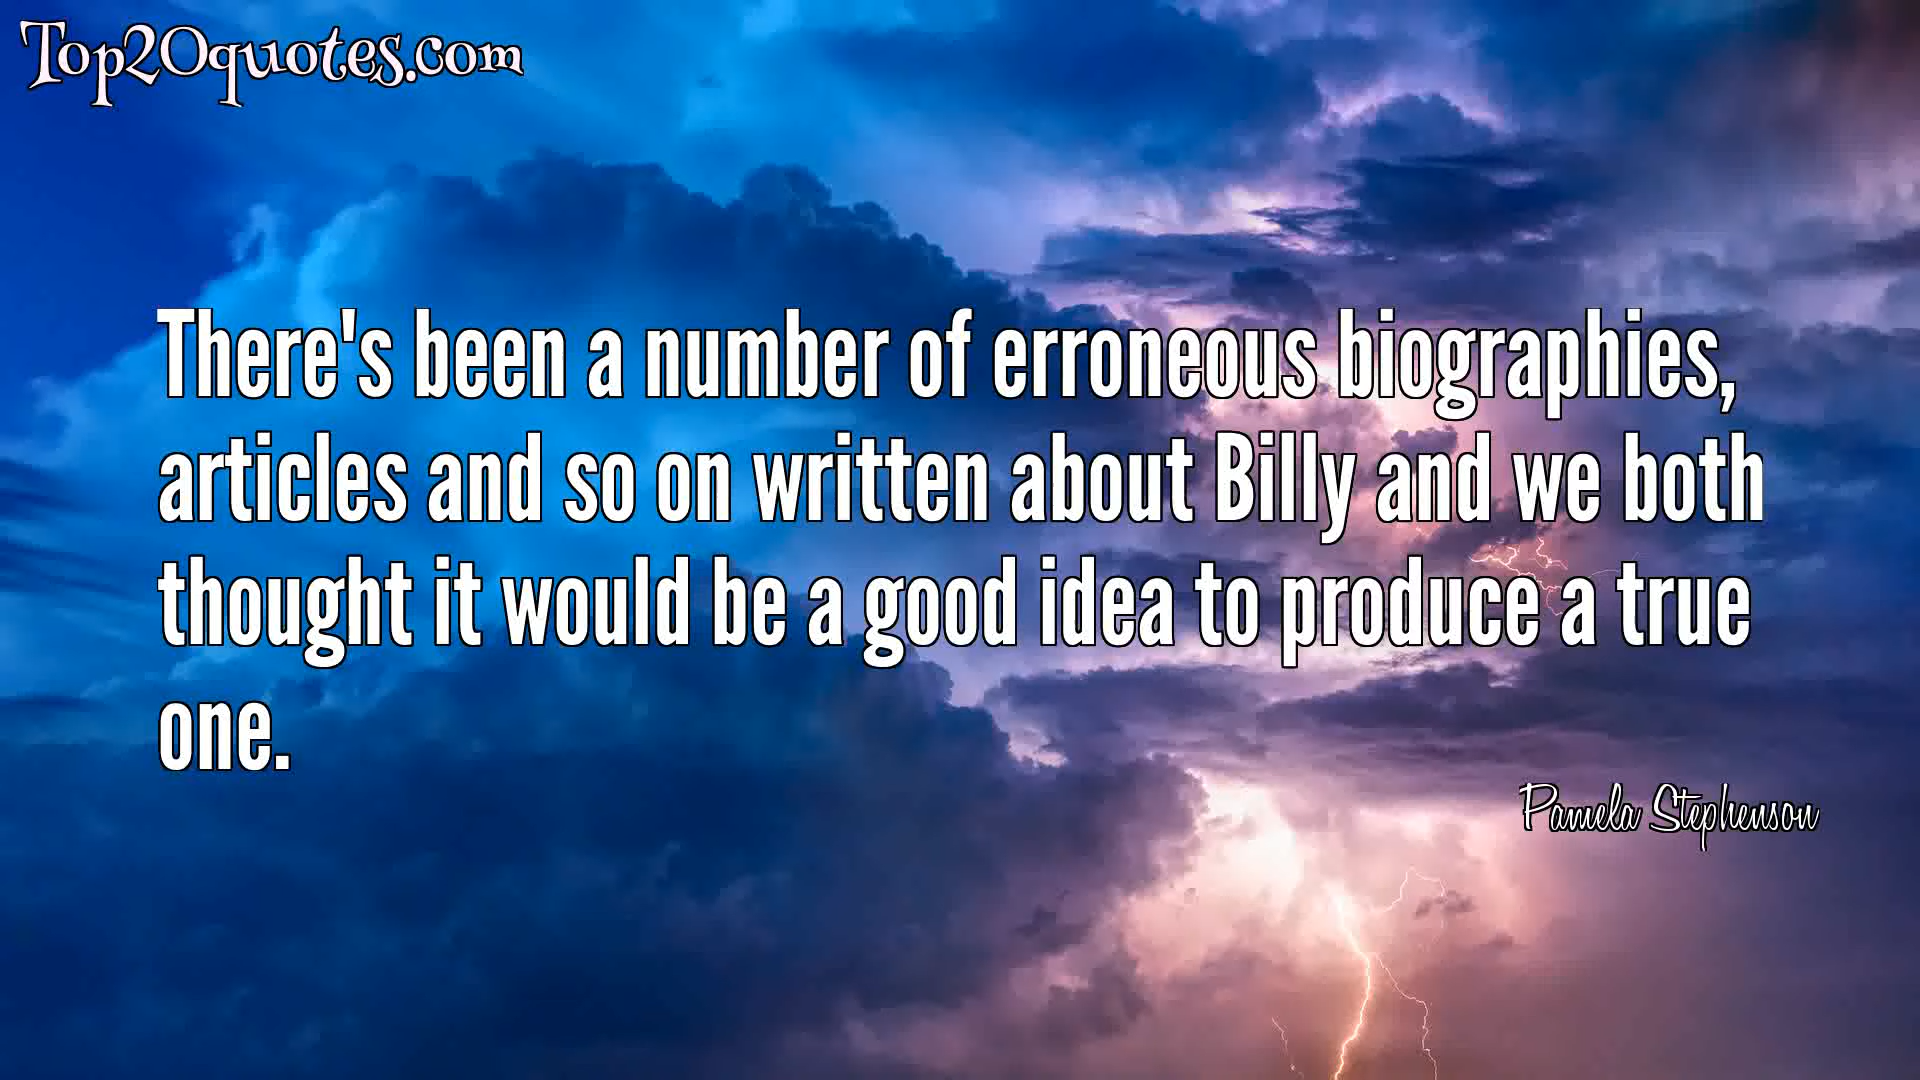 Top20quotes.com
There's been a number of erroneous biographies,
articles and so on written about Billy and we both
thought it would be a good idea to produce a true
one.
Pamela Stephenson